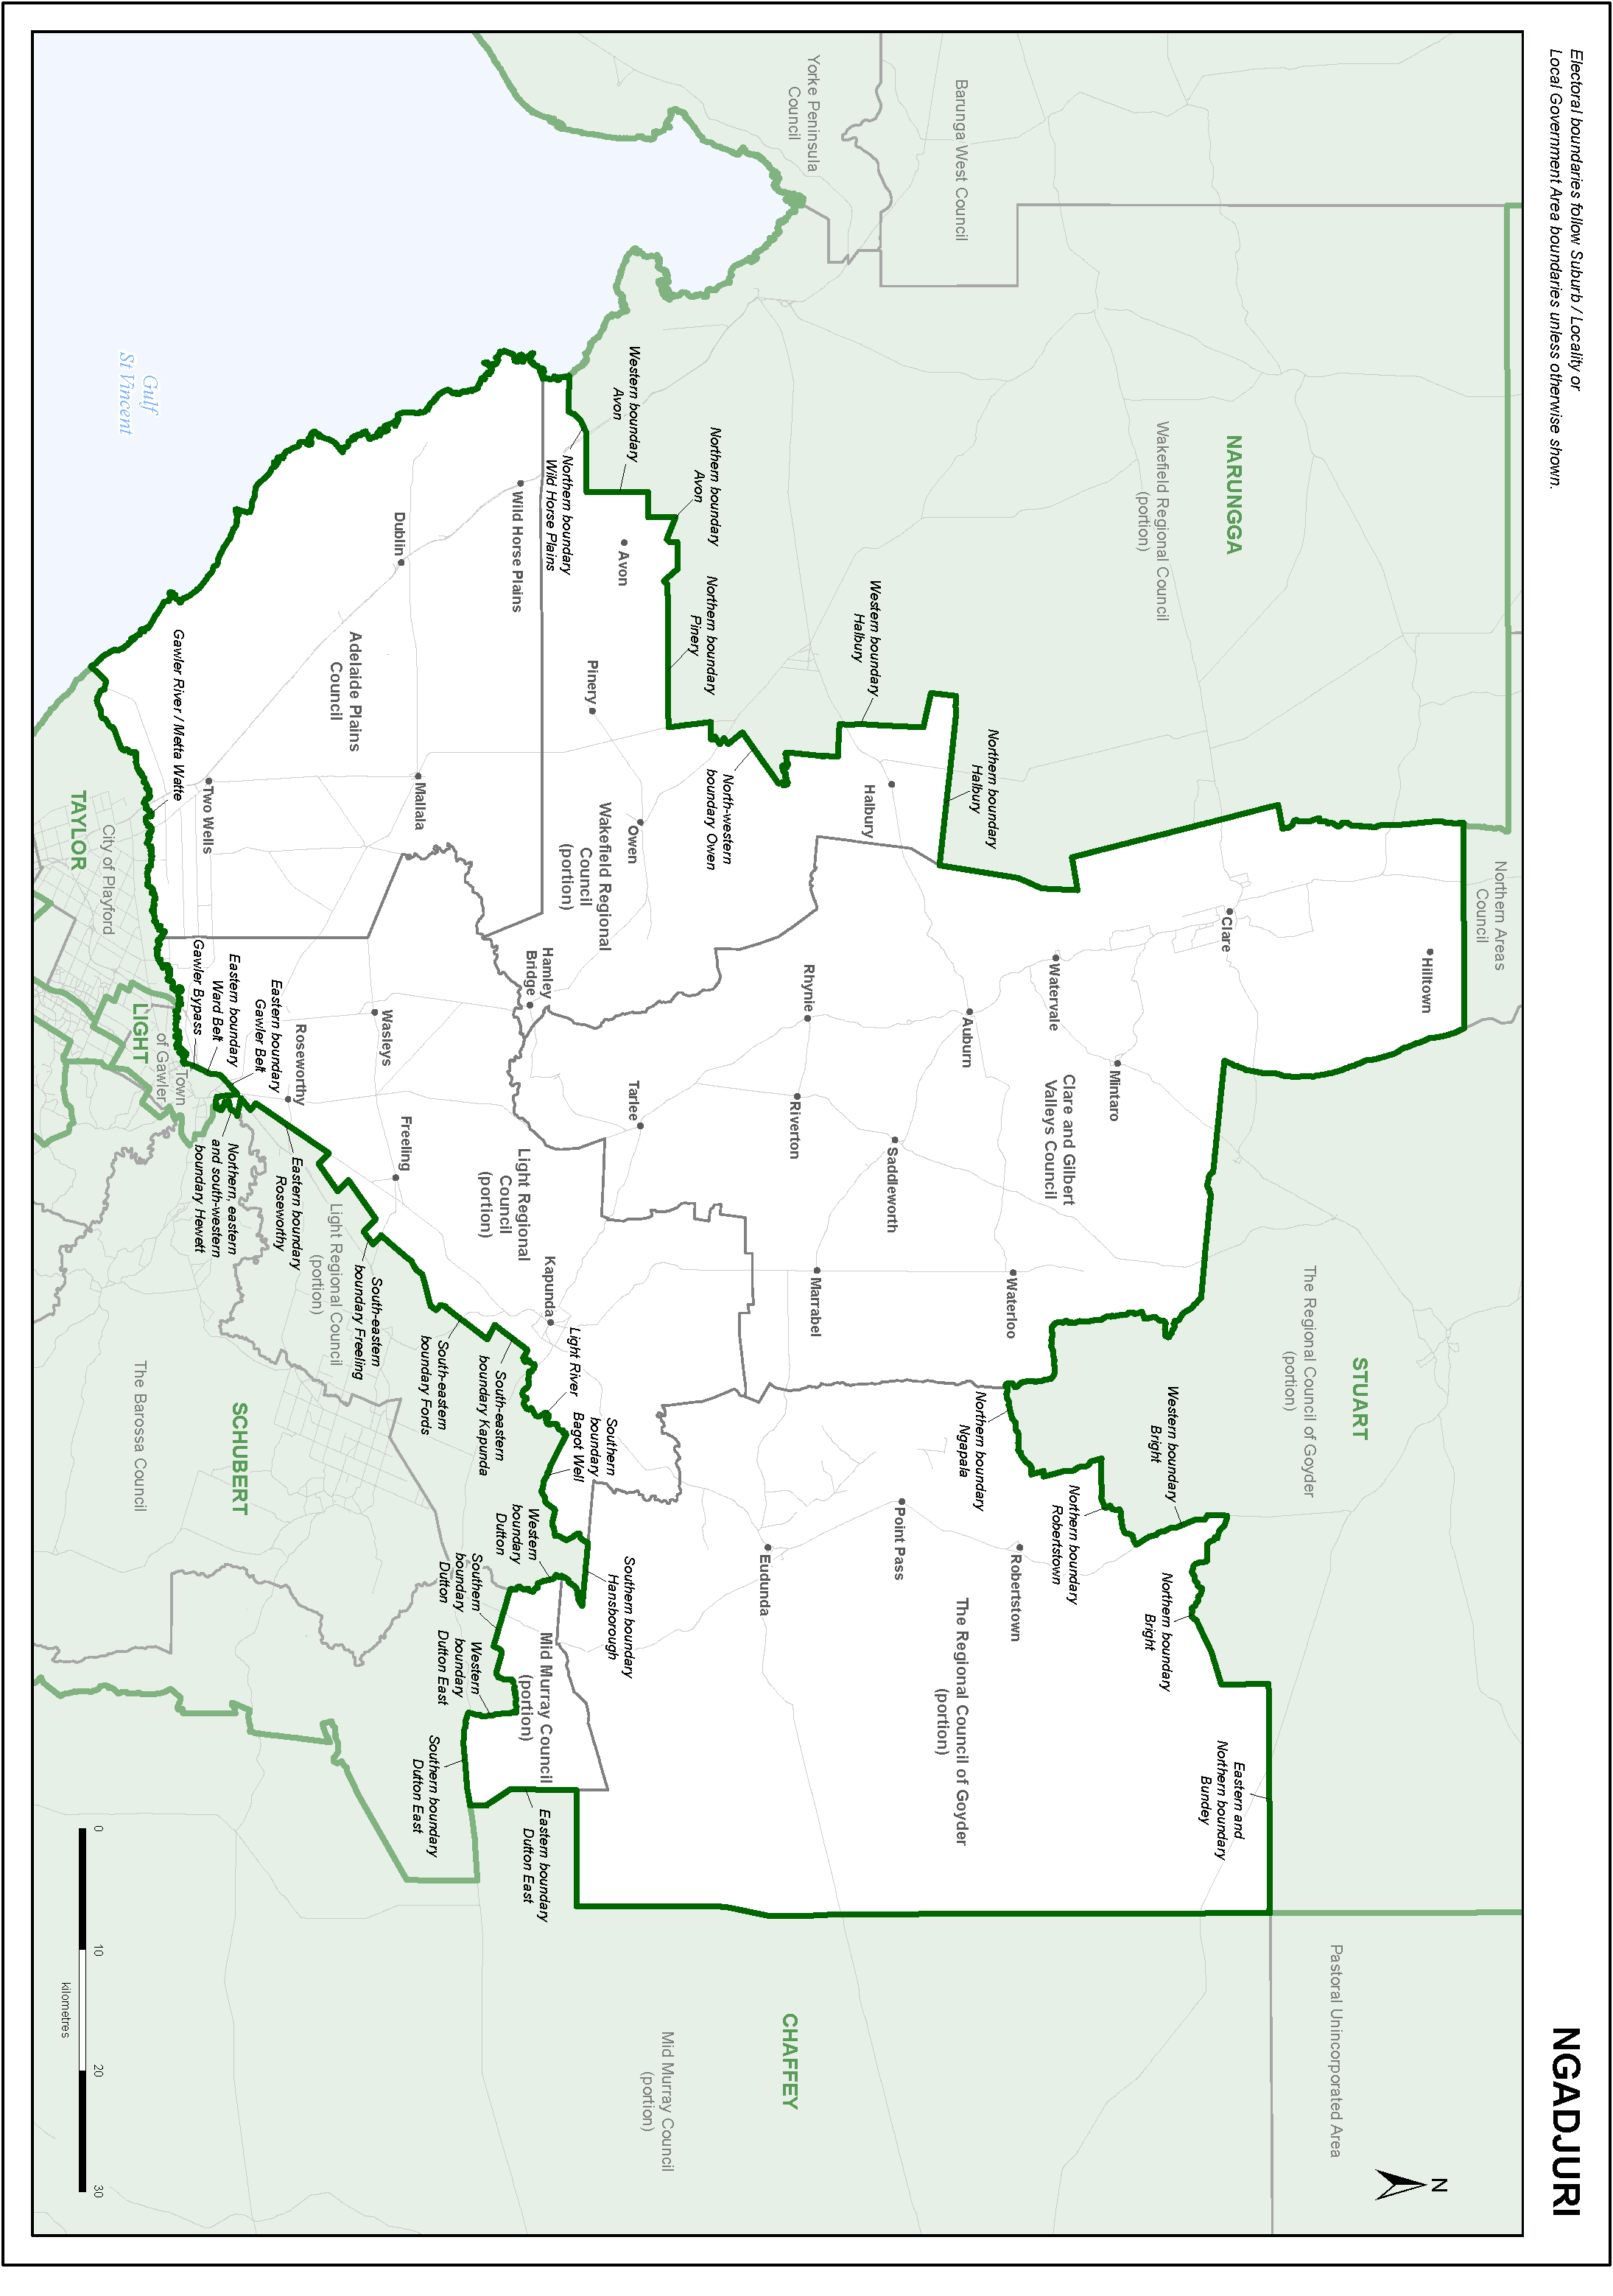 NGADJURI
Electoral boundaries follow Suburb / Locality or
Local Government Area boundaries unless otherwise shown.
N
Northern Areas
Council
Hilltown
Pastoral Unincorporated Area
STUART
The Regional Council of Goyder
(portion)
NARUNGGA
Wakefield Regional Council
(portion)
Clare
Eastern and
Northern boundary
Bundey
Western boundary
Bright
Northern boundary
Bright
Mintaro
Clare and Gilbert
Valleys Council
Northern boundary
Robertstown
Watervale
Robertstown
Waterloo
Northern boundary
Halbury
Northern boundary
Ngapala
Barunga West Council
Auburn
The Regional Council of Goyder
(portion)
Point Pass
Saddleworth
Western boundary
Halbury
Halbury
Yorke Peninsula
Council
Rhynie
Riverton
Marrabel
CHAFFEY
Eudunda
North-western
boundary Owen
Northern boundary
Avon
Northern boundary
Pinery
Mid Murray Council
(portion)
Western boundary
Avon
Avon
Owen
Tarlee
Southern boundary
Hansborough
Wakefield Regional
Council
(portion)
Pinery
Southern
boundary
Bagot Well
Light River
Northern boundary
Wild Horse Plains
Hamley
Bridge
Kapunda
Mid Murray Council
(portion)
Eastern boundary
Dutton East
Wild Horse Plains
Light Regional
Council
(portion)
Western
boundary
Dutton
South-eastern
boundary Kapunda
Southern
boundary
Dutton
Western
boundary
Dutton East
South-eastern
boundary Fords
Southern boundary
Dutton East
Mallala
Dublin
Freeling
Wasleys
South-eastern
boundary Freeling
Adelaide Plains
Council
Light Regional Council
(portion)
Roseworthy
Eastern boundary
Roseworthy
Eastern boundary
Gawler Belt
Eastern boundary
Ward Belt
Gawler Bypass
Northern, eastern
and south-western
boundary Hewett
SCHUBERT
Two Wells
Gawler River / Metta Watte
Town
of Gawler
LIGHT
The Barossa Council
Gulf
St Vincent
City of Playford
TAYLOR
0
10
20
30
kilometres